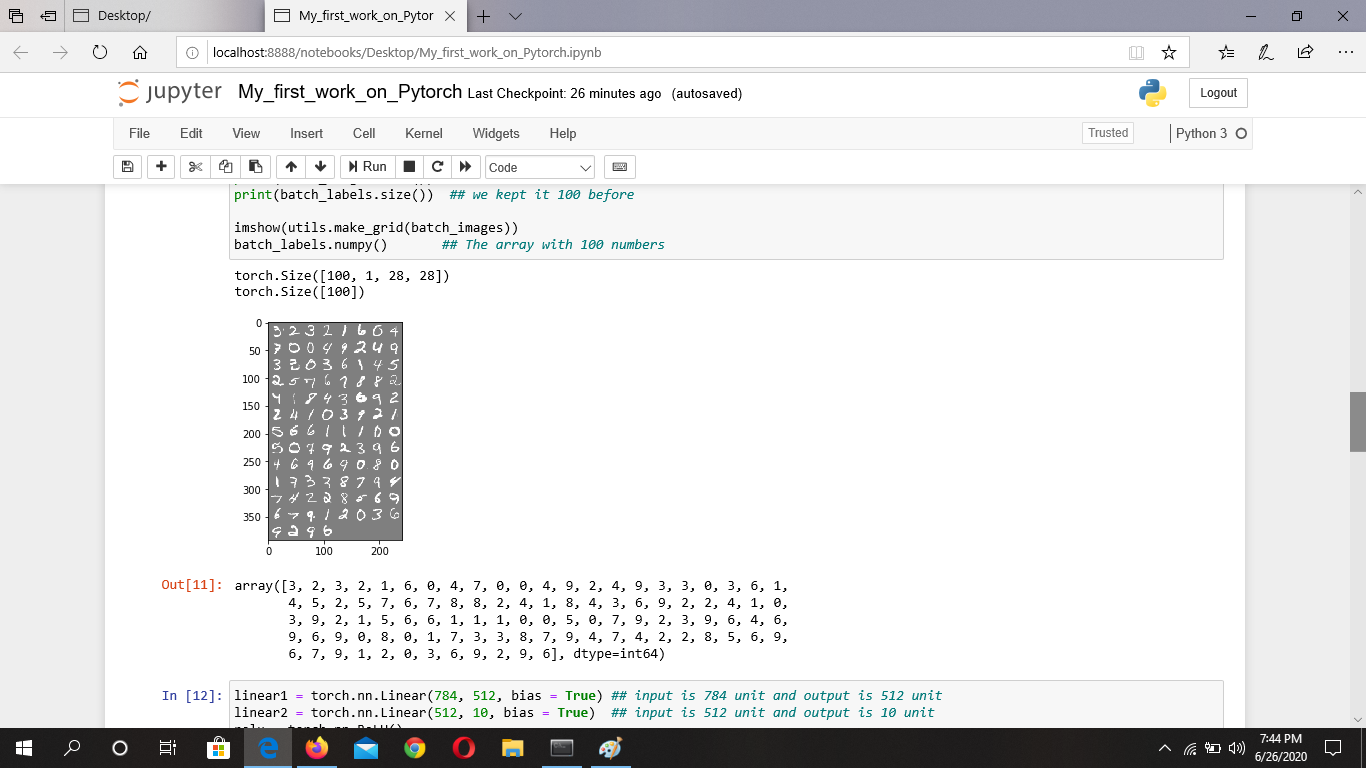 Desktop/
My_first_work_on_Pytor
localhost:8888/notebooks/Desktop/My_first_work_on_Pytorch.ipynb
jupyter My_first_work_on_Pytorch Last Checkpoint: 26 minutes ago (autosaved)
Logout
File Edit View Insert Cell Kernel Widgets Help
Trusted
Python 3
Run
Code
print(batch_labels.size()) ## we kept it 100 before
imshow(utils.make_grid(batch_images))
batch_labels.numpy() ## The array with 100 numbers
torch.Size([100, 1, 28, 28])
torch.Size([100])
0
50
100
150
200
250
300
350
0 100 200
3 2 3 2 1 6 0 4
7 0 0 4 9 2 4 9
3 0 3 6 1 4 5
2 5 7 6 7 8 8 2
4 1 8 4 3 6 9 2
2 4 1 0 3 9 2 1
5 6 6 1 1 1 0 0
5 0 7 9 2 3 9 6
4 6 9 6 9 0 8 0
1 7 3 3 8 7 9 4
7 4 2 2 8 5 6 9
6 7 9 1 2 0 3 6
9 2 9 6
Out[11]: array([3, 2, 3, 2, 1, 6, 0, 4, 7, 0, 0, 4, 9, 2, 4, 9, 3, 3, 0, 3, 6, 1,
4, 5, 2, 5, 7, 6, 7, 8, 8, 2, 4, 1, 8, 4, 3, 6, 9, 2, 2, 4, 1, 0,
3, 9, 2, 1, 5, 6, 6, 1, 1, 1, 0, 0, 5, 0, 7, 9, 2, 3, 9, 6, 4, 6,
9, 6, 9, 0, 8, 0, 1, 7, 3, 3, 8, 7, 9, 4, 7, 4, 2, 2, 8, 5, 6, 9,
6, 7, 9, 1, 2, 0, 3, 6, 9, 2, 9, 6], dtype=int64)
In [12]: linear1 = torch.nn.Linear(784, 512, bias = True) ## input is 784 unit and output is 512 unit
linear2 = torch.nn.Linear(512, 10, bias = True) ## input is 512 unit and output is 10 unit
7:44 PM
6/26/2020